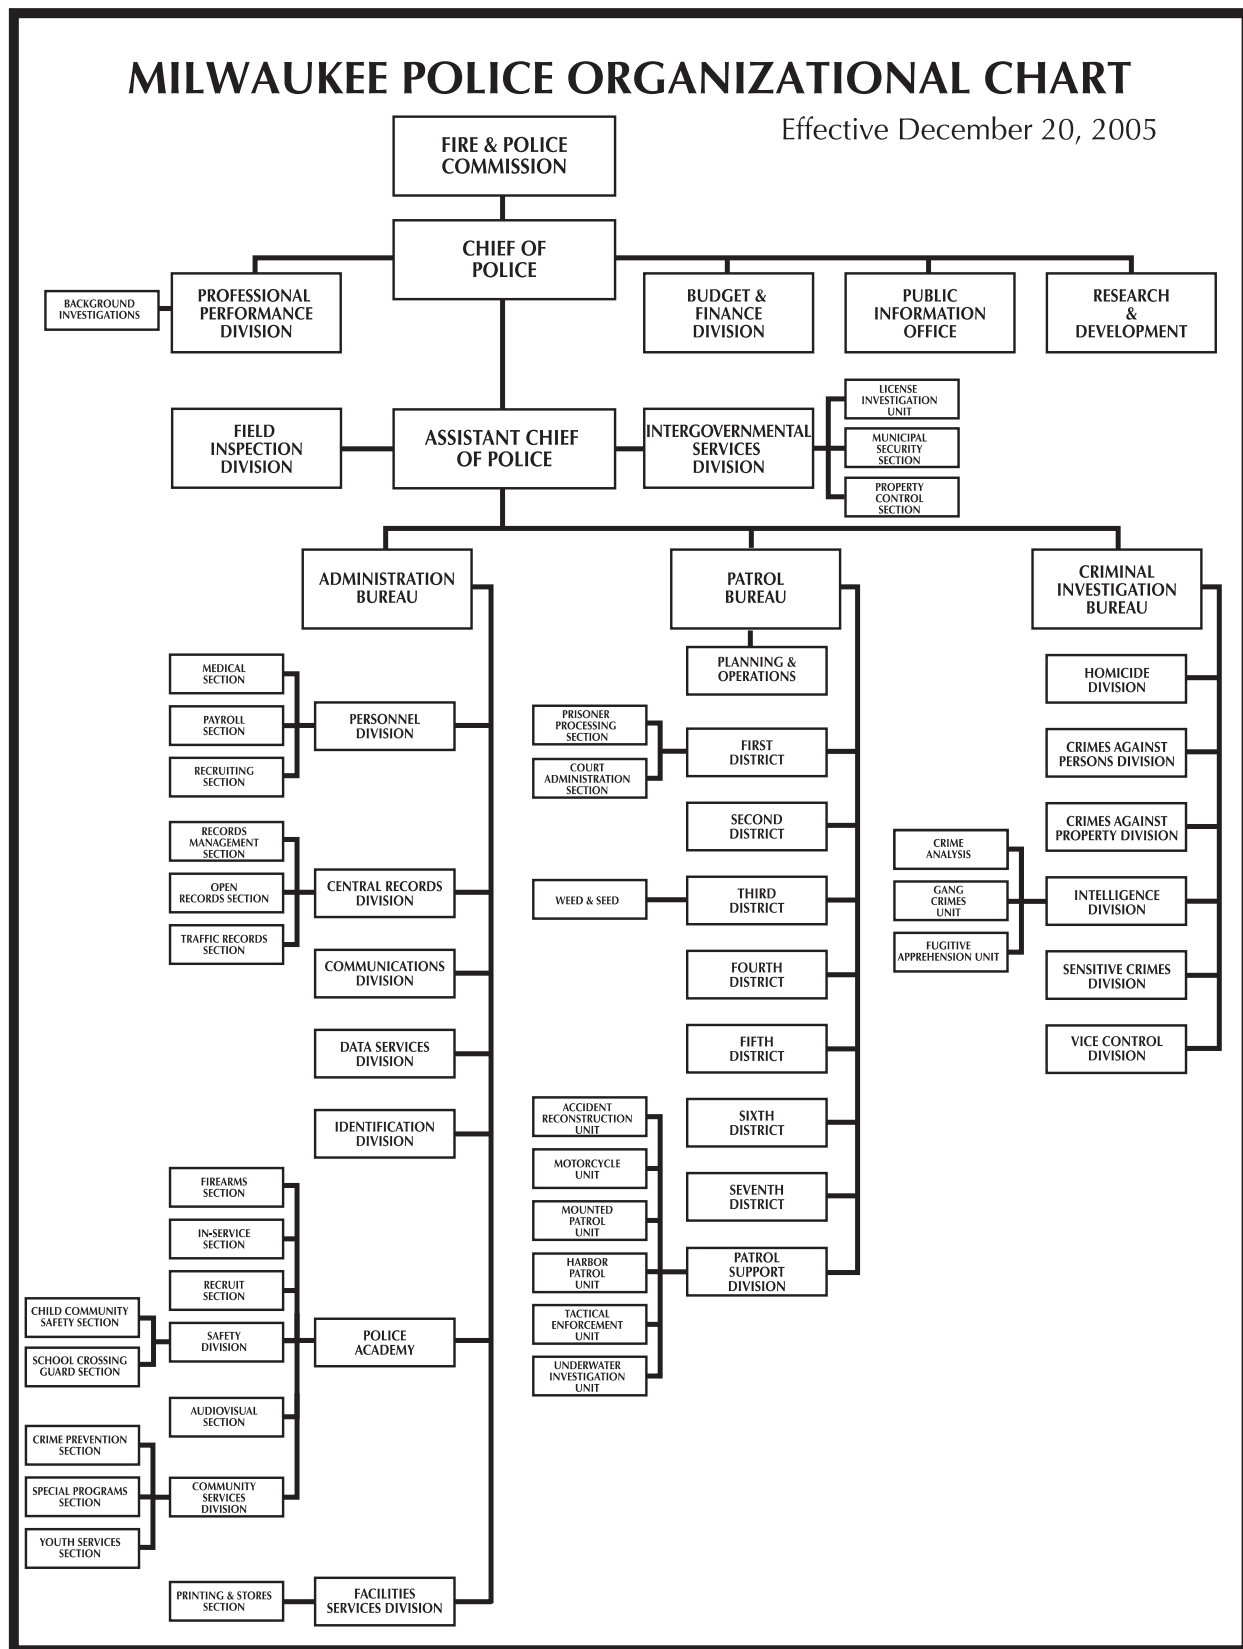 MILWAUKEE POLICE ORGANIZATIONAL CHART
Effective December 20, 2005
FIRE & POLICE
COMMISSION
CHIEF OF
POLICE
BACKGROUND
INVESTIGATIONS
PROFESSIONAL
PERFORMANCE
DIVISION
BUDGET &
FINANCE
DIVISION
PUBLIC
INFORMATION
OFFICE
RESEARCH
&
DEVELOPMENT
FIELD
INSPECTION
DIVISION
ASSISTANT CHIEF
OF POLICE
INTERGOVERNMENTAL
SERVICES
DIVISION
LICENSE
INVESTIGATION
UNIT
MUNICIPAL
SECURITY
SECTION
PROPERTY
CONTROL
SECTION
ADMINISTRATION
BUREAU
MEDICAL
SECTION
PAYROLL
SECTION
RECRUITING
SECTION
PERSONNEL
DIVISION
RECORDS
MANAGEMENT
SECTION
OPEN
RECORDS SECTION
TRAFFIC RECORDS
SECTION
CENTRAL RECORDS
DIVISION
COMMUNICATIONS
DIVISION
DATA SERVICES
DIVISION
IDENTIFICATION
DIVISION
FIREARMS
SECTION
IN-SERVICE
SECTION
RECRUIT
SECTION
CHILD COMMUNITY
SAFETY SECTION
SCHOOL CROSSING
GUARD SECTION
SAFETY
DIVISION
POLICE
ACADEMY
AUDIOVISUAL
SECTION
CRIME PREVENTION
SECTION
SPECIAL PROGRAMS
SECTION
YOUTH SERVICES
SECTION
COMMUNITY
SERVICES
DIVISION
PRINTING & STORES
SECTION
FACILITIES
SERVICES DIVISION
PATROL
BUREAU
PLANNING &
OPERATIONS
PRISONER
PROCESSING
SECTION
COURT
ADMINISTRATION
SECTION
FIRST
DISTRICT
SECOND
DISTRICT
WEED & SEED
THIRD
DISTRICT
FOURTH
DISTRICT
FIFTH
DISTRICT
SIXTH
DISTRICT
SEVENTH
DISTRICT
ACCIDENT
RECONSTRUCTION
UNIT
MOTORCYCLE
UNIT
MOUNTED
PATROL
UNIT
HARBOR
PATROL
UNIT
TACTICAL
ENFORCEMENT
UNIT
UNDERWATER
INVESTIGATION
UNIT
PATROL
SUPPORT
DIVISION
CRIMINAL
INVESTIGATION
BUREAU
HOMICIDE
DIVISION
CRIMES AGAINST
PERSONS DIVISION
CRIMES AGAINST
PROPERTY DIVISION
CRIME
ANALYSIS
GANG
CRIMES
UNIT
FUGITIVE
APPREHENSION UNIT
INTELLIGENCE
DIVISION
SENSITIVE CRIMES
DIVISION
VICE CONTROL
DIVISION